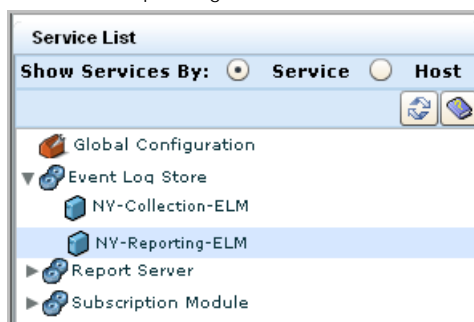 Service List
Show Services By: Service Host
Global Configuration
Event Log Store
NY-Collection-ELM
NY-Reporting-ELM
Report Server
Subscription Module